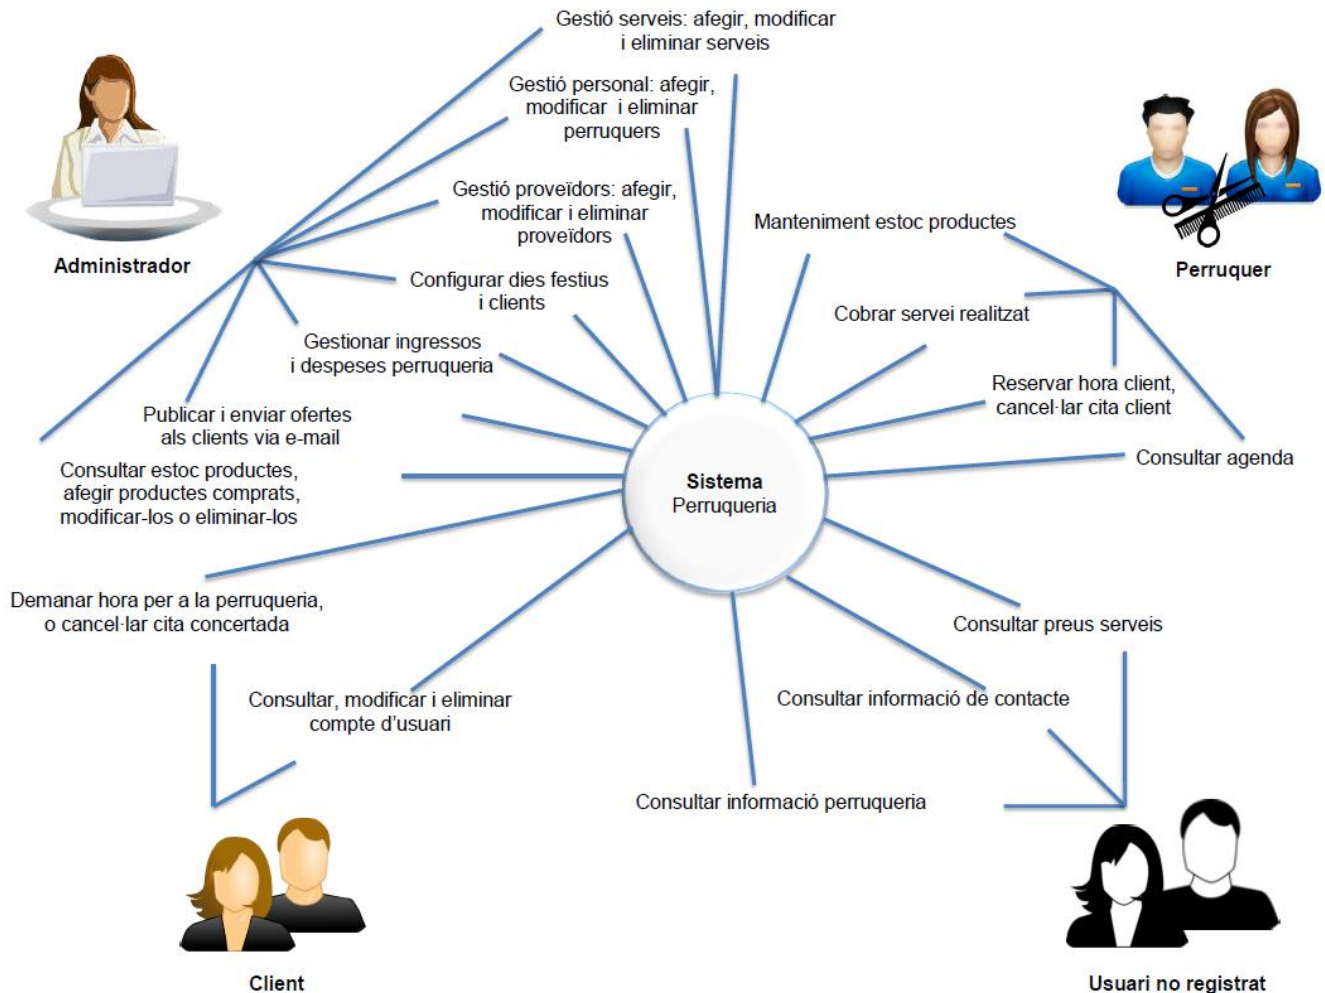 Gestió serveis: afegir, modificar
i eliminar serveis
Gestió personal: afegir,
modificar i eliminar
perruquers
Gestió proveïdors: afegir,
modificar i eliminar
proveïdors
Manteniment estoc productes
Administrador
Perruquer
Configurar dies festius
i clients
Cobrar servei realitzat
Gestionar ingressos
i despeses perruqueria
Reservar hora client,
cancel·lar cita client
Publicar i enviar ofertes
als clients via e-mail
Consultar agenda
Consultar estoc productes,
afegir productes comprats,
modificar-los o eliminar-los
Sistema
Perruqueria
Demanar hora per a la perruqueria,
o cancel·lar cita concertada
Consultar preus serveis
Consultar, modificar i eliminar
compte d'usuari
Consultar informació de contacte
Consultar informació perruqueria
Client
Usuari no registrat